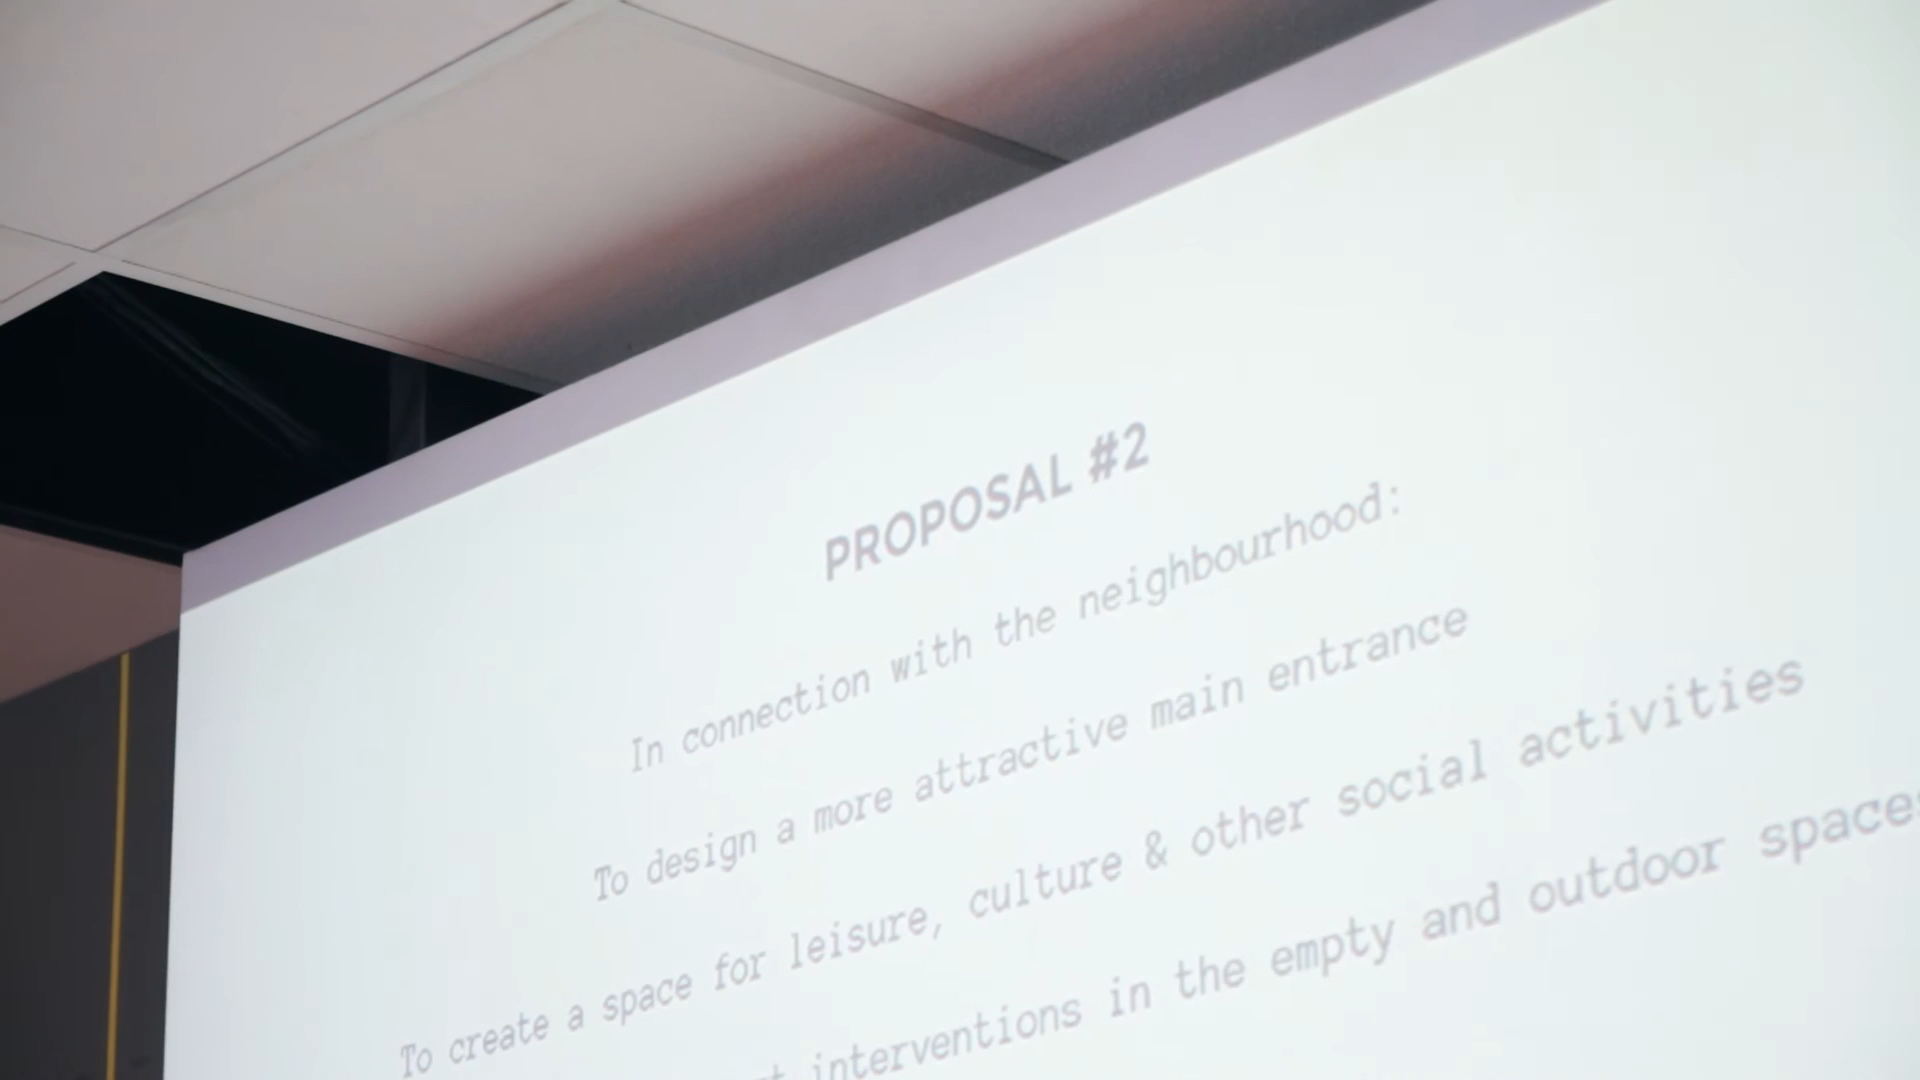 PROPOSAL #2
In connection with the neighbourhood:
To design a more attractive main entrance
To create a space for leisure, culture & other social activities
interventions in the empty and outdoor spaces